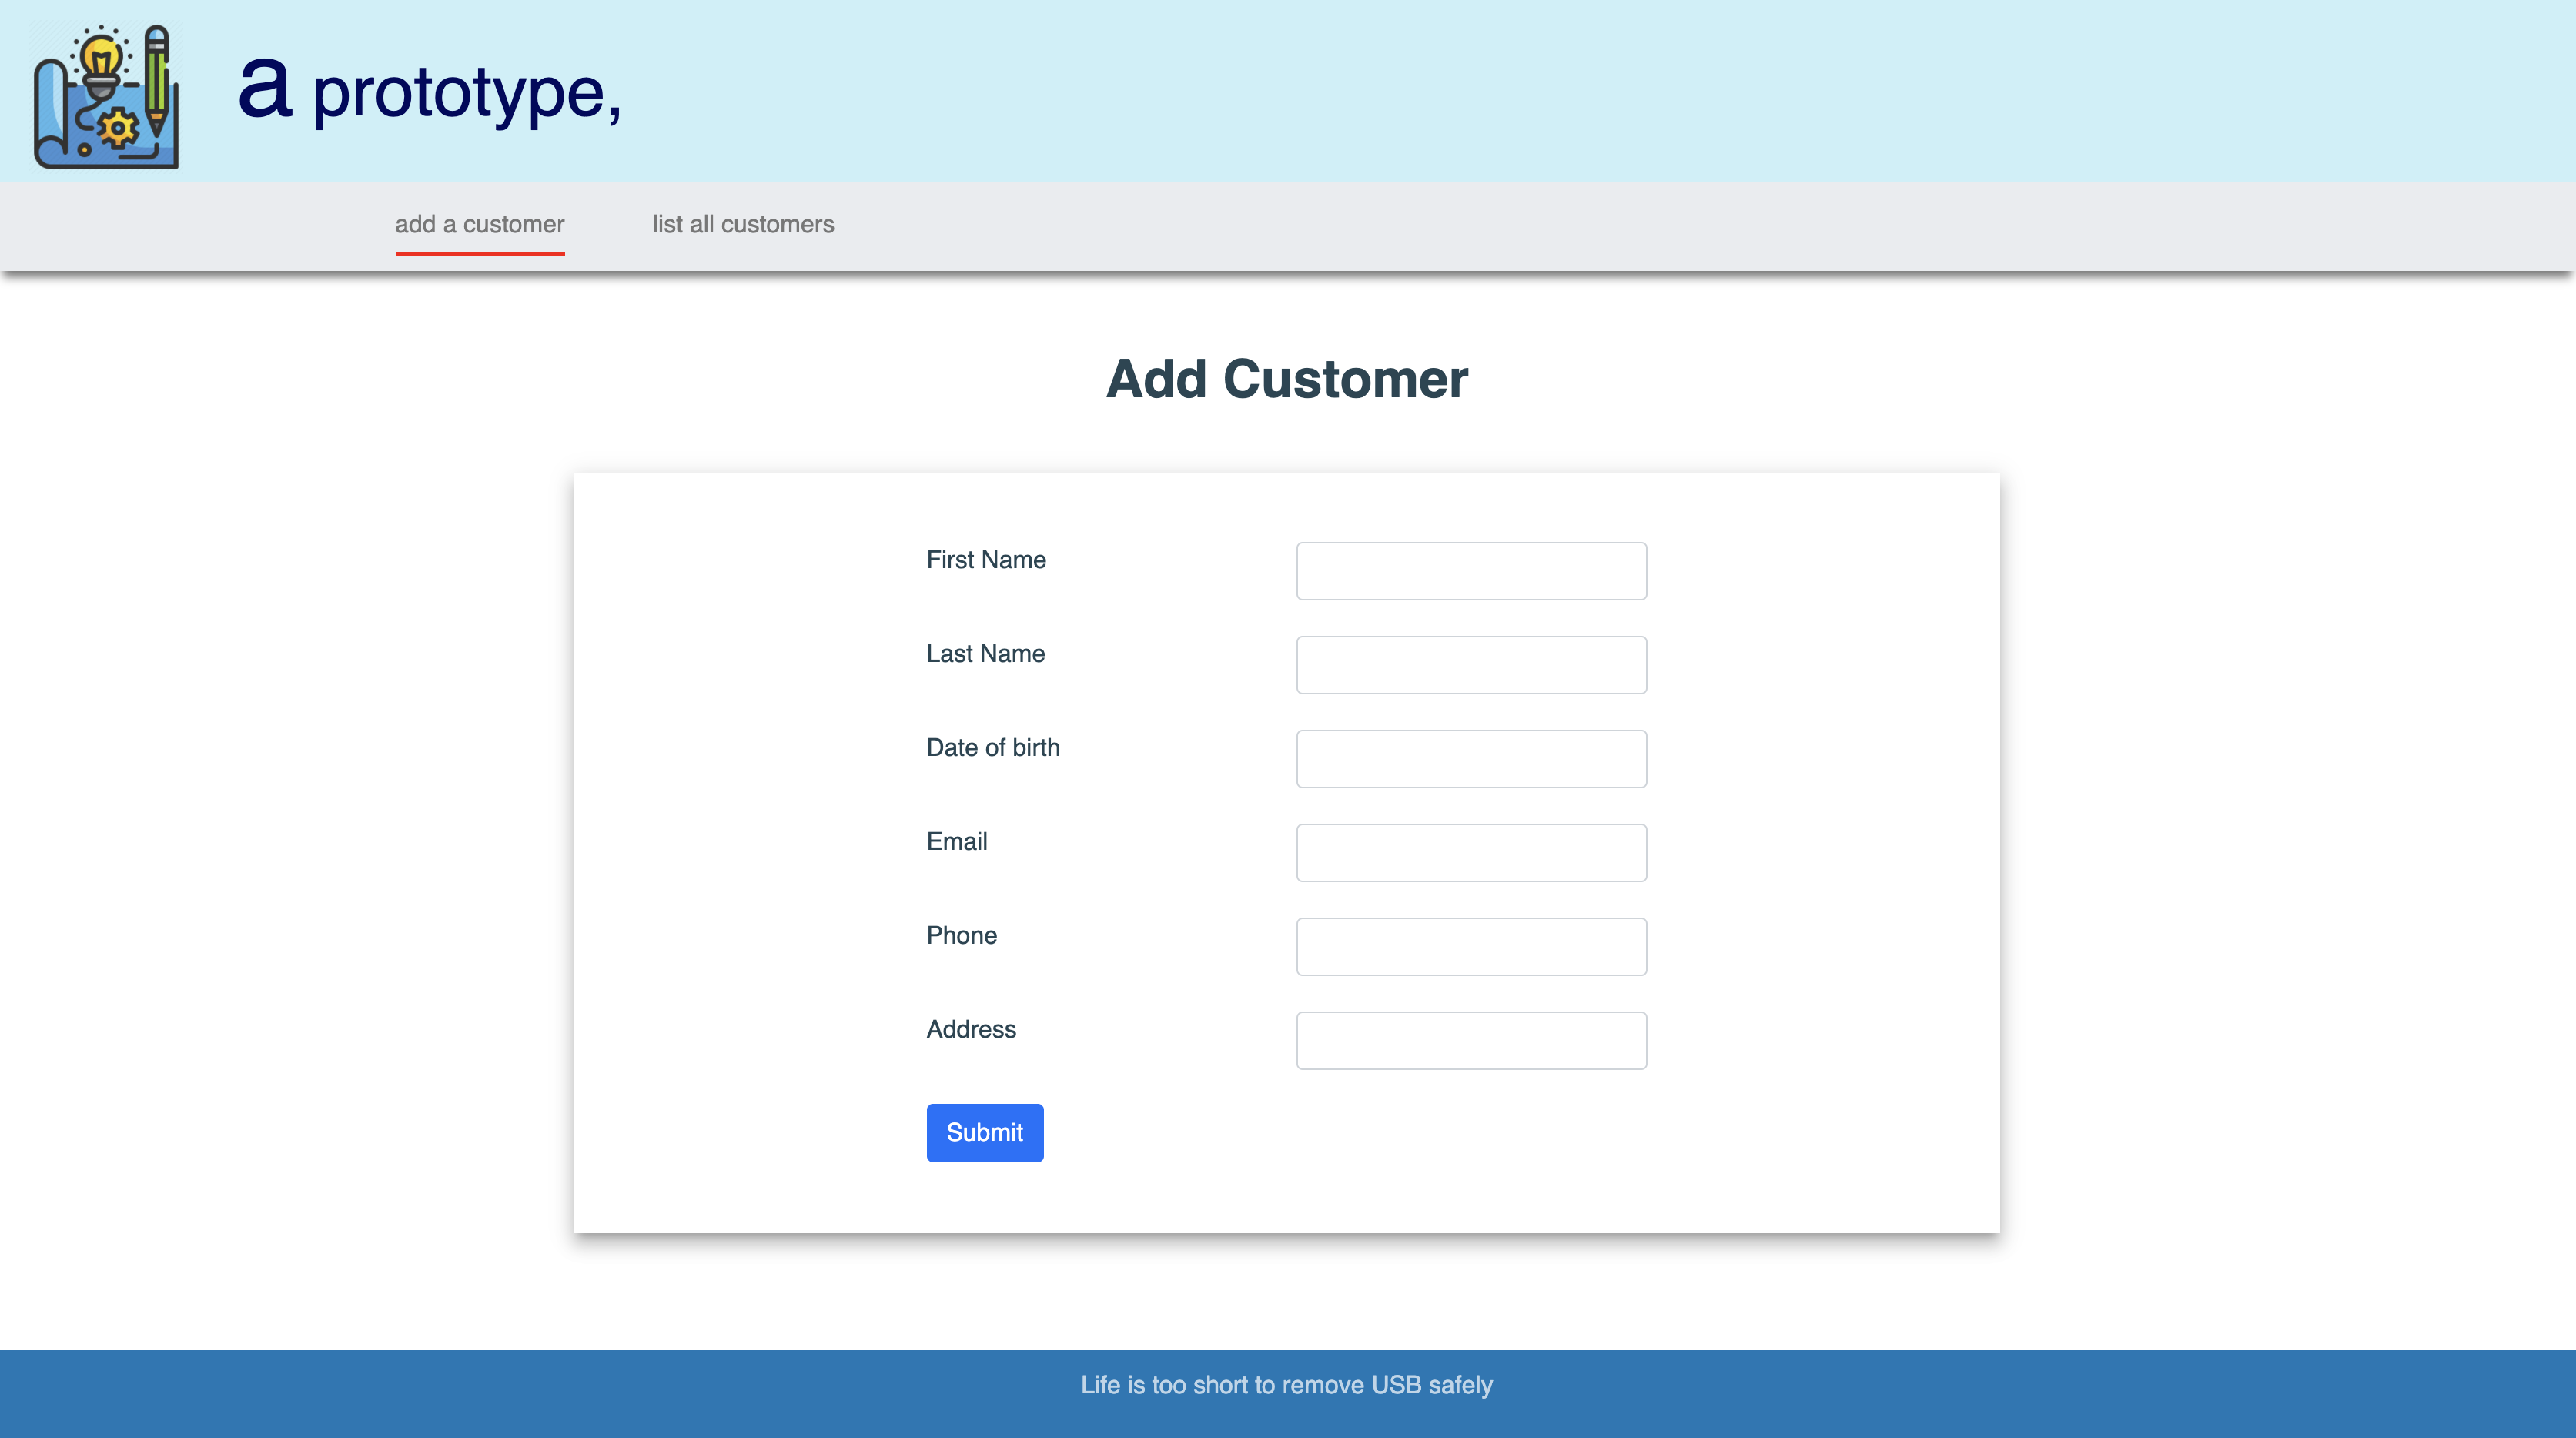 a prototype,
add a customer list all customers
Add Customer
First Name
Last Name
Date of birth
Email
Phone
Address
Submit
Life is too short to remove USB safely